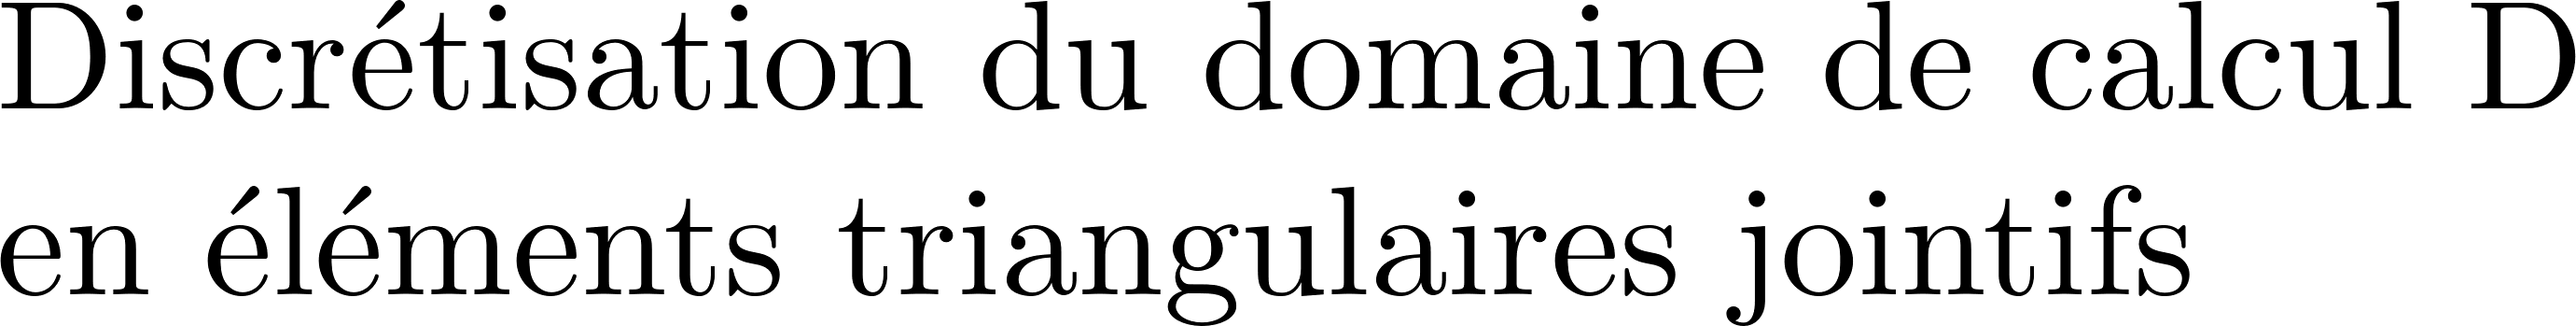 Discrétisation du domaine de calcul D
en éléments triangulaires jointifs